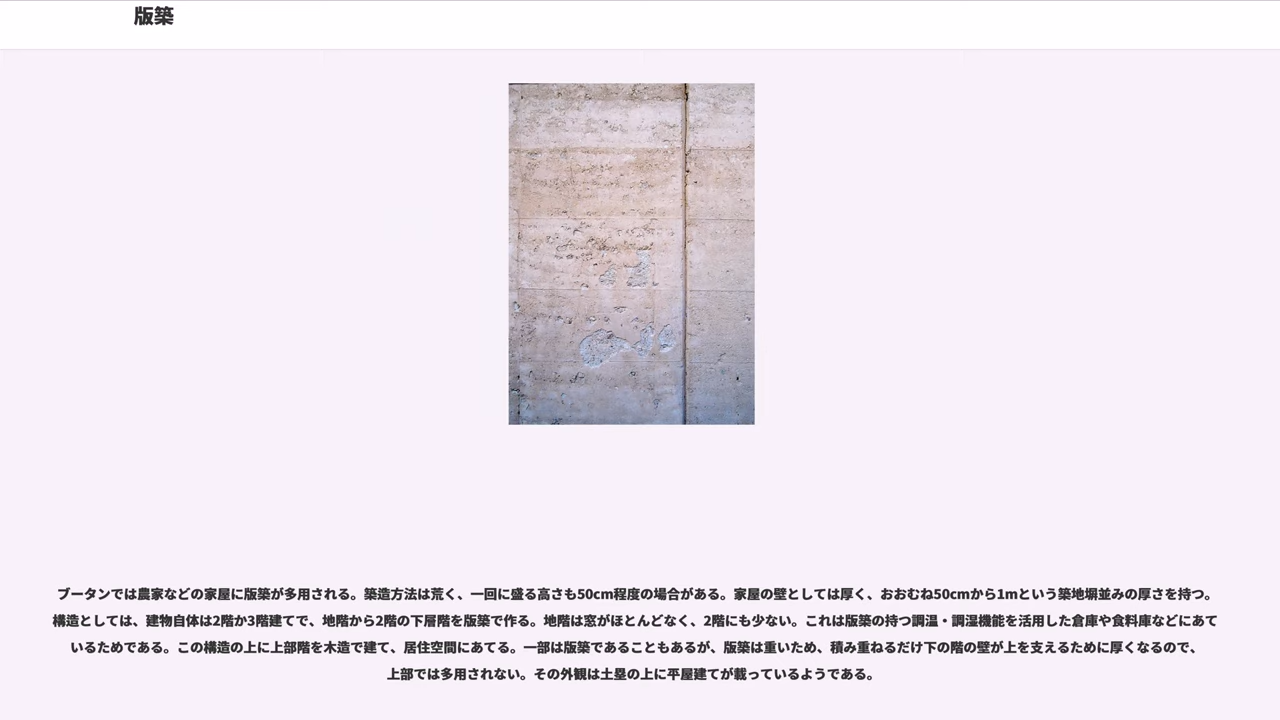 版築
ブータンでは農家などの家屋に版築が多用される。築造方法は荒く、一回に盛る高さも50cm程度の場合がある。家屋の壁としては厚く、おおむね50cmから1mという築地塀並みの厚さを持つ。
構造としては、建物自体は2階か3階建てで、地階から2階の下層階を版築で作る。地階は窓がほとんどなく、2階にも少ない。これは版築の持つ調温・調湿機能を活用した倉庫や食料庫などにあて
いるためである。この構造の上に上部階を木造で建て、居住空間にあてる。一部は版築であることもあるが、版築は重いため、積み重ねるだけ下の階の壁が上を支えるために厚くなるので、
上部では多用されない。その外観は土塁の上に平屋建てが載っているようである。